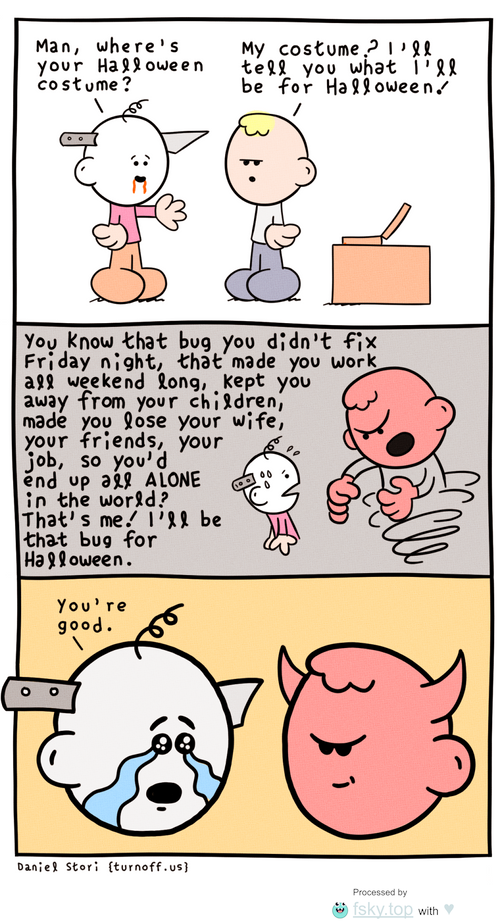 Man, where's
your Halloween
costume?
My costume? I'll
tell you what I'll
be for Halloween!
You know that bug you didn't fix
Friday night, that made you work
all weekend long, kept you
away from your children,
made you lose your wife,
your friends, your
job, so you'd
end up all ALONE
in the world?
That's me! I'll be
that bug for
Halloween.
You're
good.
Daniel Stori {turnoff.us}
Processed by
fsky.top with